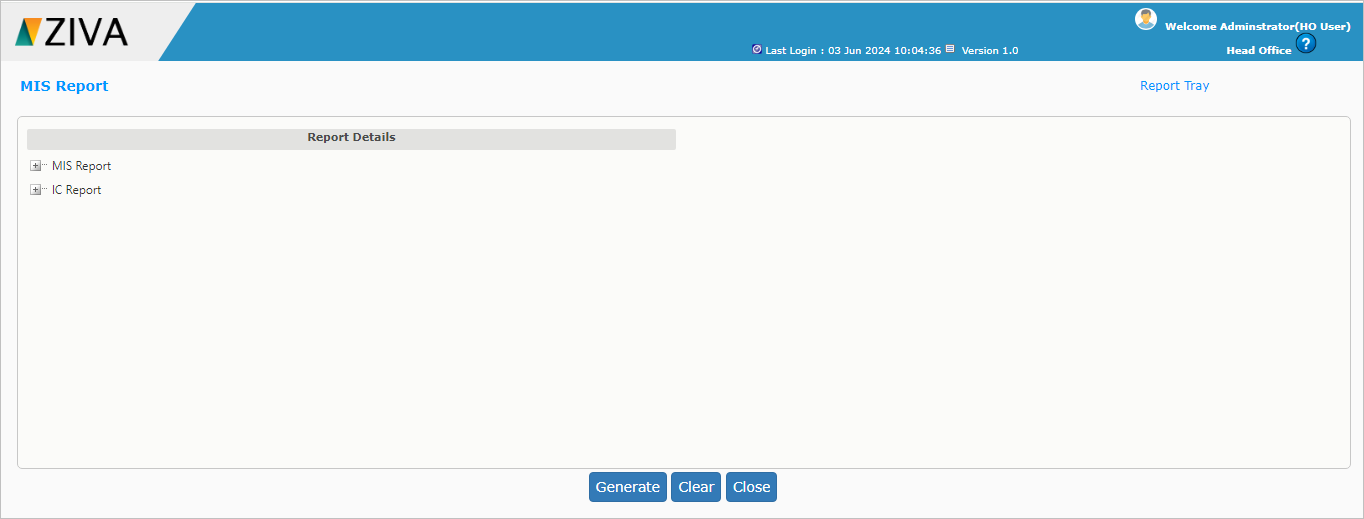 ZIVA
Welcome Adminstrator(HO User)
Last Login : 03 Jun 2024 10:04:36 Version 1.0
Head Office ?
MIS Report
Report Tray
Report Details
MIS Report
IC Report
Generate Clear Close